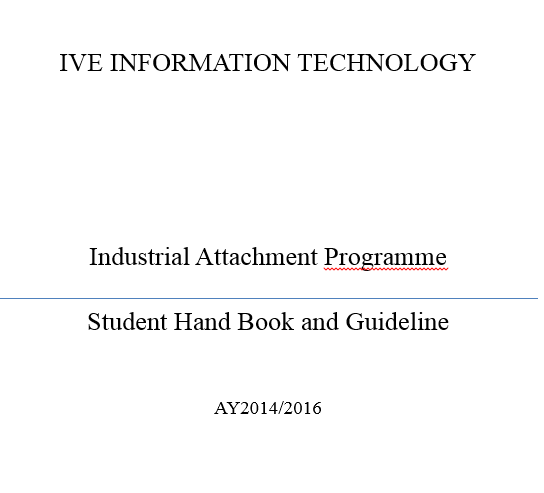 IVE INFORMATION TECHNOLOGY
Industrial Attachment Programme
Student Hand Book and Guideline
AY2014/2016